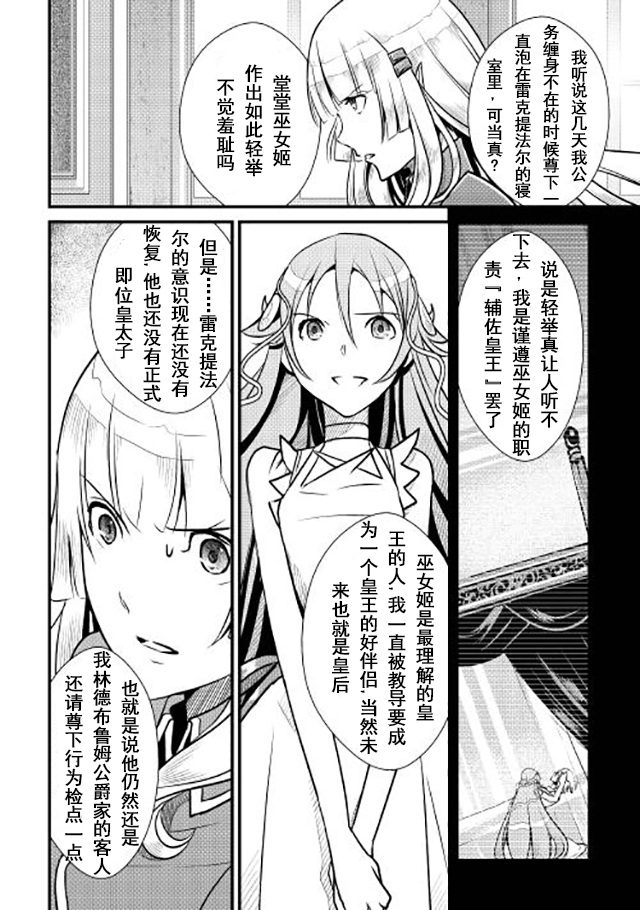 我听说这几天我公
务缠身不在的时候尊下一
直泡在雷克提法尔的寝
室里，可当真？
堂堂巫女姬
作出如此轻举
不觉羞耻吗
说是轻举真让人听不
下去，我是谨遵巫女姬的职
责『辅佐皇王』罢了
巫女姬是最理解的皇
王的人,我一直被教导要成
为一个皇王的好伴侣,当然未
来也就是皇后
但是……雷克提法
尔的意识现在还没有
恢复,他也还没有正式
即位皇太子
也就是说他仍然还是
我林德布鲁姆公爵家的客人
还请尊下行为检点一点